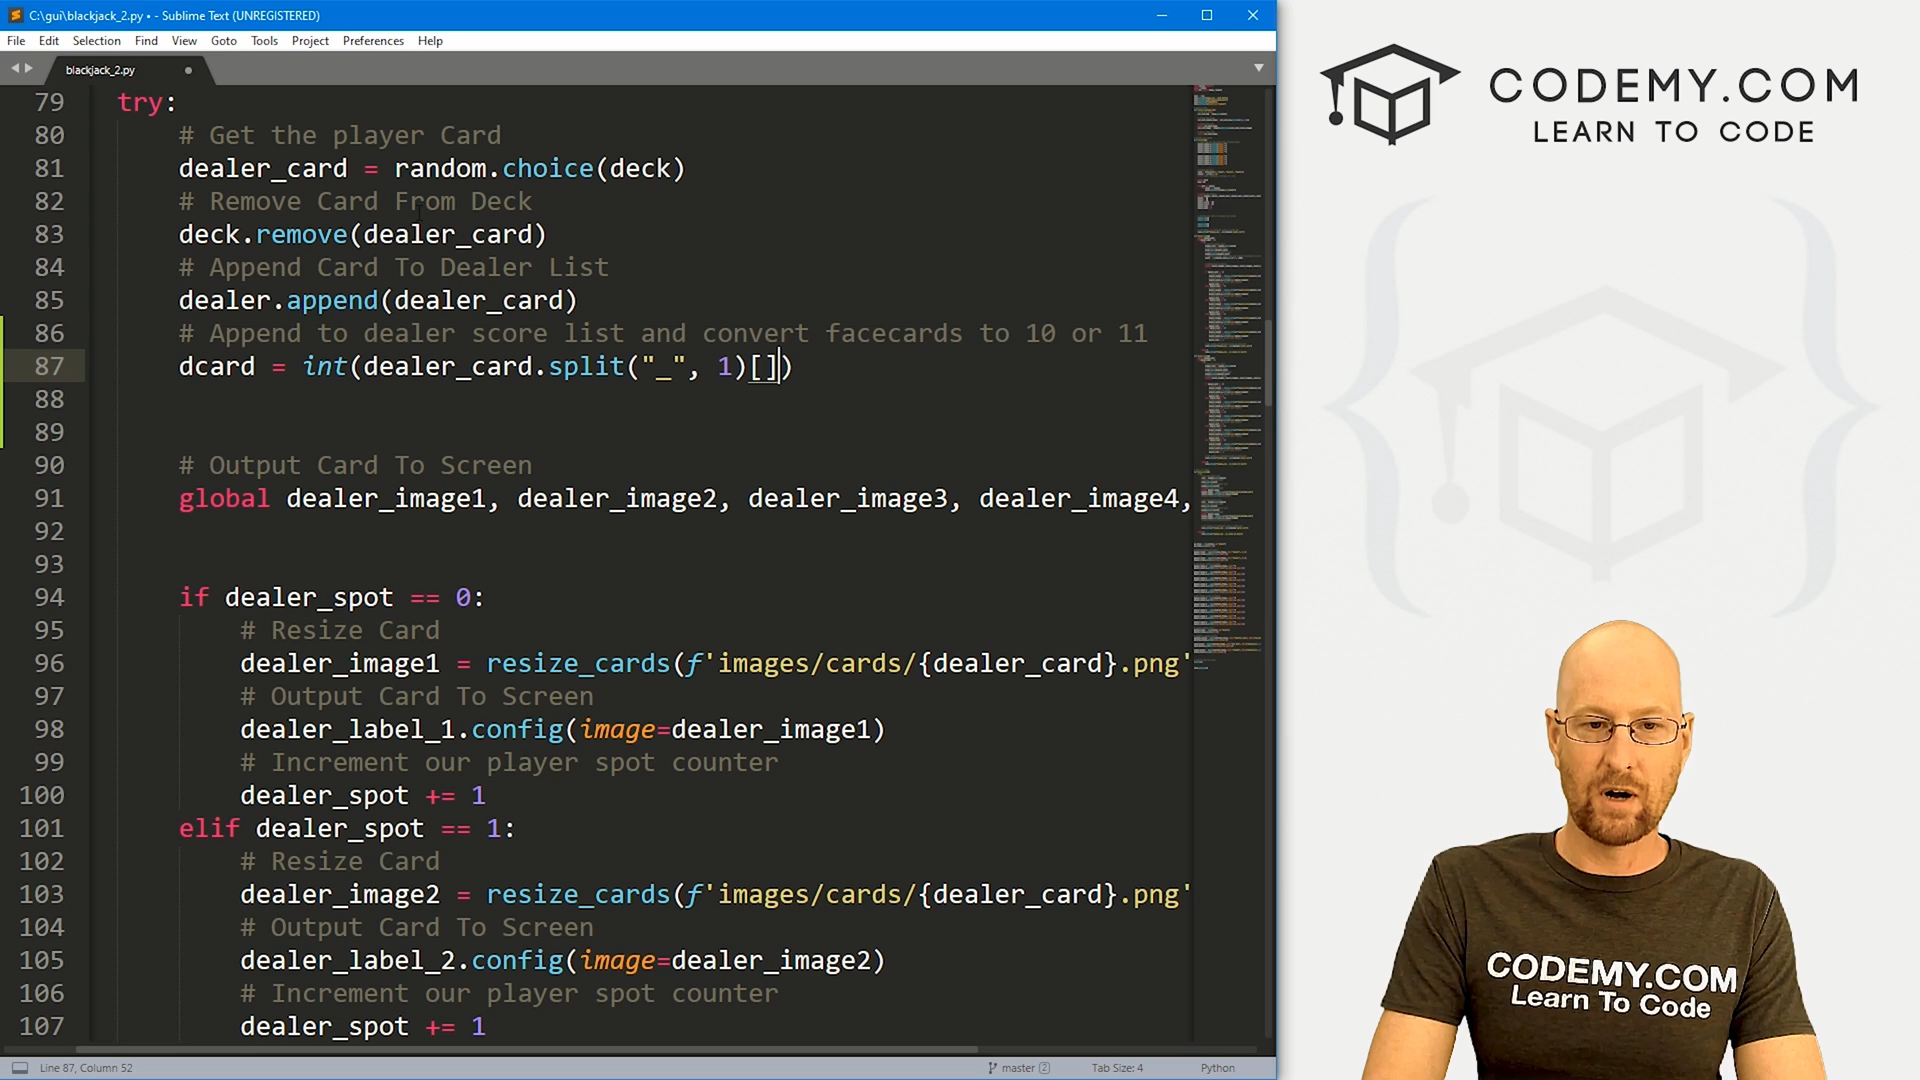 C:\gui\blackjack_2.py • - Sublime Text (UNREGISTERED)
File Edit Selection Find View Goto Tools Project Preferences Help
blackjack_2.py
79 try:
80 # Get the player Card
81 dealer_card = random.choice(deck)
82 # Remove Card From Deck
83 deck.remove(dealer_card)
84 # Append Card To Dealer List
85 dealer.append(dealer_card)
86 # Append to dealer score list and convert facecards to 10 or 11
87 dcard = int(dealer_card.split("_", 1)[])
88
89
90 # Output Card To Screen
91 global dealer_image1, dealer_image2, dealer_image3, dealer_image4,
92
93
94 if dealer_spot == 0:
95 # Resize Card
96 dealer_image1 = resize_cards(f'images/cards/{dealer_card}.png'
97 # Output Card To Screen
98 dealer_label_1.config(image=dealer_image1)
99 # Increment our player spot counter
100 dealer_spot += 1
101 elif dealer_spot == 1:
102 # Resize Card
103 dealer_image2 = resize_cards(f'images/cards/{dealer_card}.png'
104 # Output Card To Screen
105 dealer_label_2.config(image=dealer_image2)
106 # Increment our player spot counter
107 dealer_spot += 1
Line 87, Column 52
master 2
Tab Size: 4
Python
CODEMY.COM
LEARN TO CODE
CODEMY.COM
Learn To Code